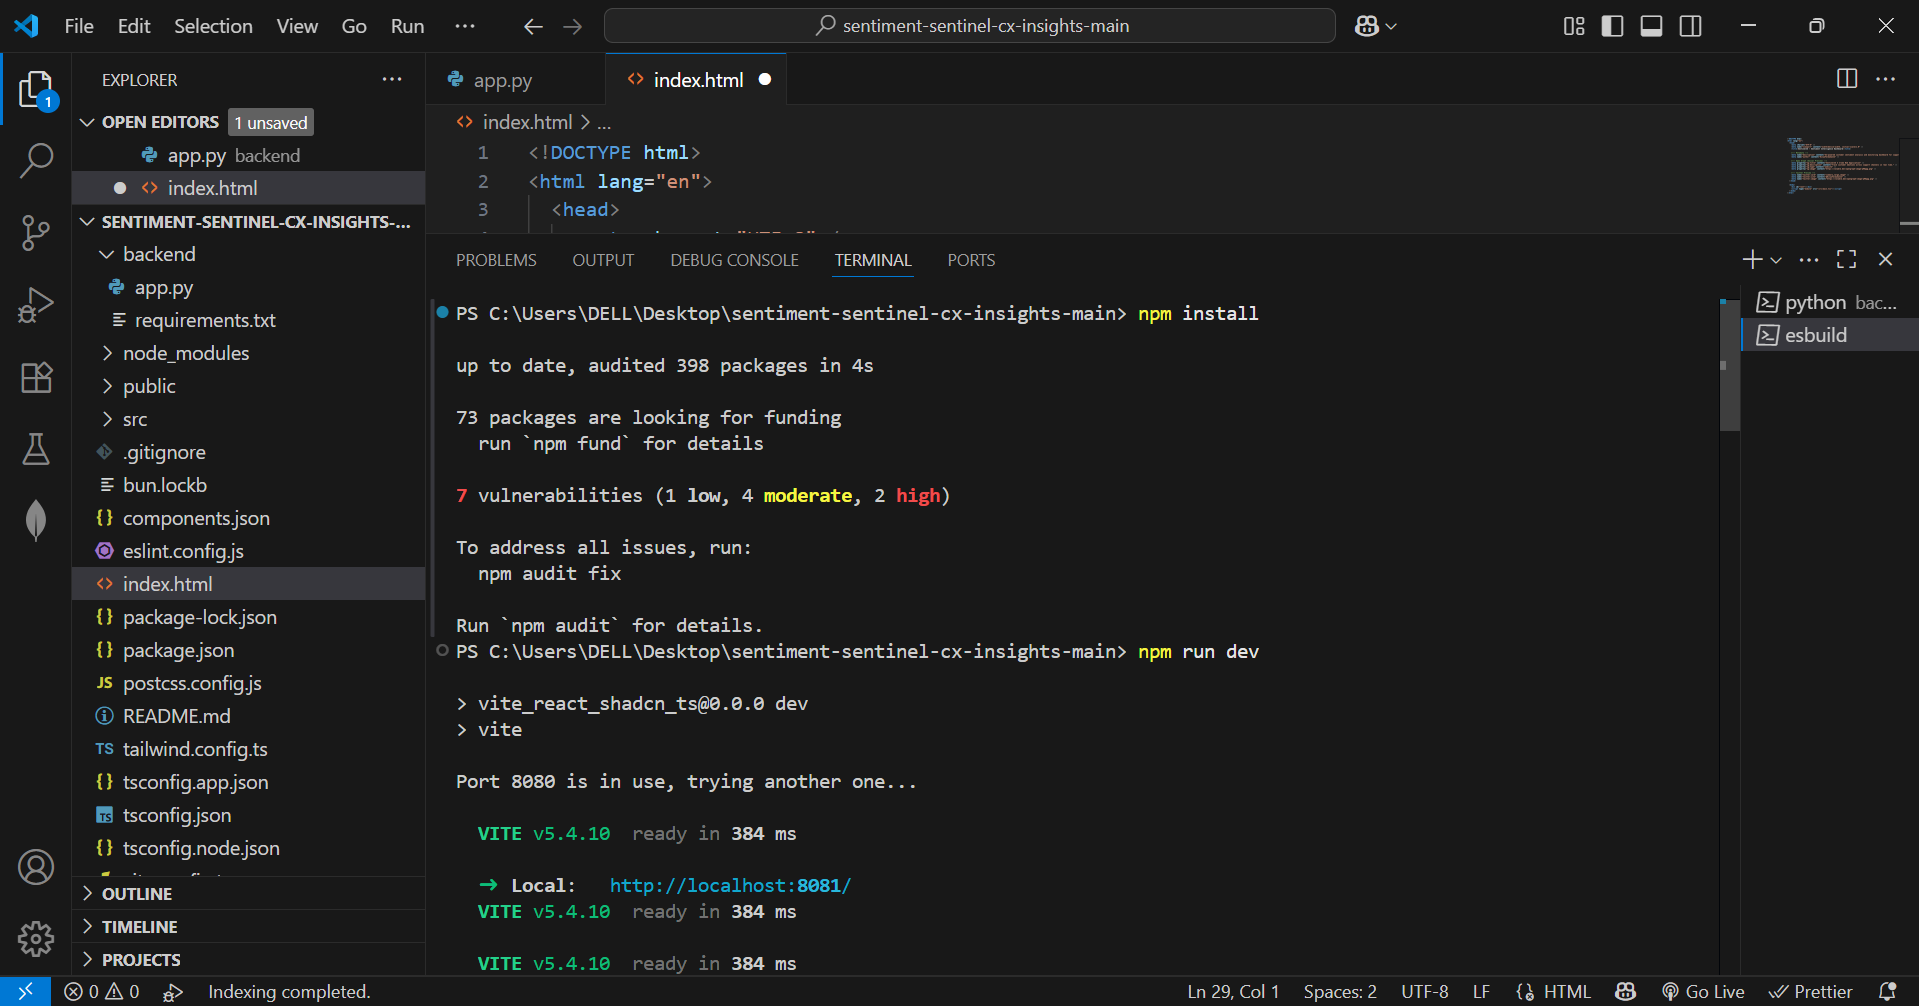 File Edit Selection View Go Run ··· sentiment-sentinel-cx-insights-main
EXPLORER
OPEN EDITORS 1 unsaved
app.py backend
index.html
SENTIMENT-SENTINEL-CX-INSIGHTS-...
backend
app.py
requirements.txt
node_modules
public
src
.gitignore
bun.lockb
components.json
eslint.config.js
index.html
package-lock.json
package.json
postcss.config.js
README.md
tailwind.config.ts
tsconfig.app.json
tsconfig.json
tsconfig.node.json
OUTLINE
TIMELINE
PROJECTS
1
app.py index.html
index.html > ...
1 <!DOCTYPE html>
2 <html lang="en">
3 <head>
PROBLEMS OUTPUT DEBUG CONSOLE TERMINAL PORTS
PS C:\Users\DELL\Desktop\sentiment-sentinel-cx-insights-main> npm install
up to date, audited 398 packages in 4s
73 packages are looking for funding
run `npm fund` for details
7 vulnerabilities (1 low, 4 moderate, 2 high)
To address all issues, run:
npm audit fix
Run `npm audit` for details.
PS C:\Users\DELL\Desktop\sentiment-sentinel-cx-insights-main> npm run dev
> vite_react_shadcn_ts@0.0.0 dev
> vite
Port 8080 is in use, trying another one...
VITE v5.4.10 ready in 384 ms
➜ Local: http://localhost:8081/
VITE v5.4.10 ready in 384 ms
VITE v5.4.10 ready in 384 ms
python bac...
esbuild
0 0 Indexing completed. Ln 29, Col 1 Spaces: 2 UTF-8 LF {} HTML Go Live Prettier